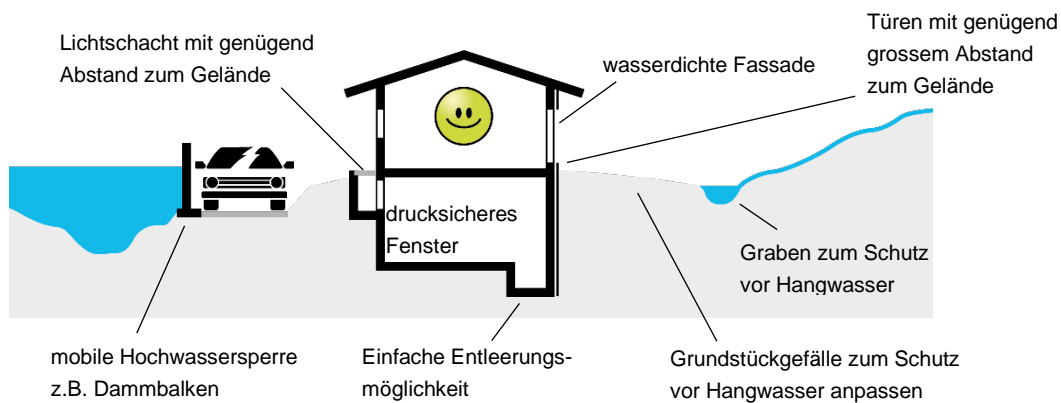 Lichtschacht mit genügend
Abstand zum Gelände
wasserdichte Fassade
Türen mit genügend
grossem Abstand
zum Gelände
drucksicheres
Fenster
Graben zum Schutz
vor Hangwasser
mobile Hochwassersperre
z.B. Dammbalken
Einfache Entleerungs-
möglichkeit
Grundstückgefälle zum Schutz
vor Hangwasser anpassen